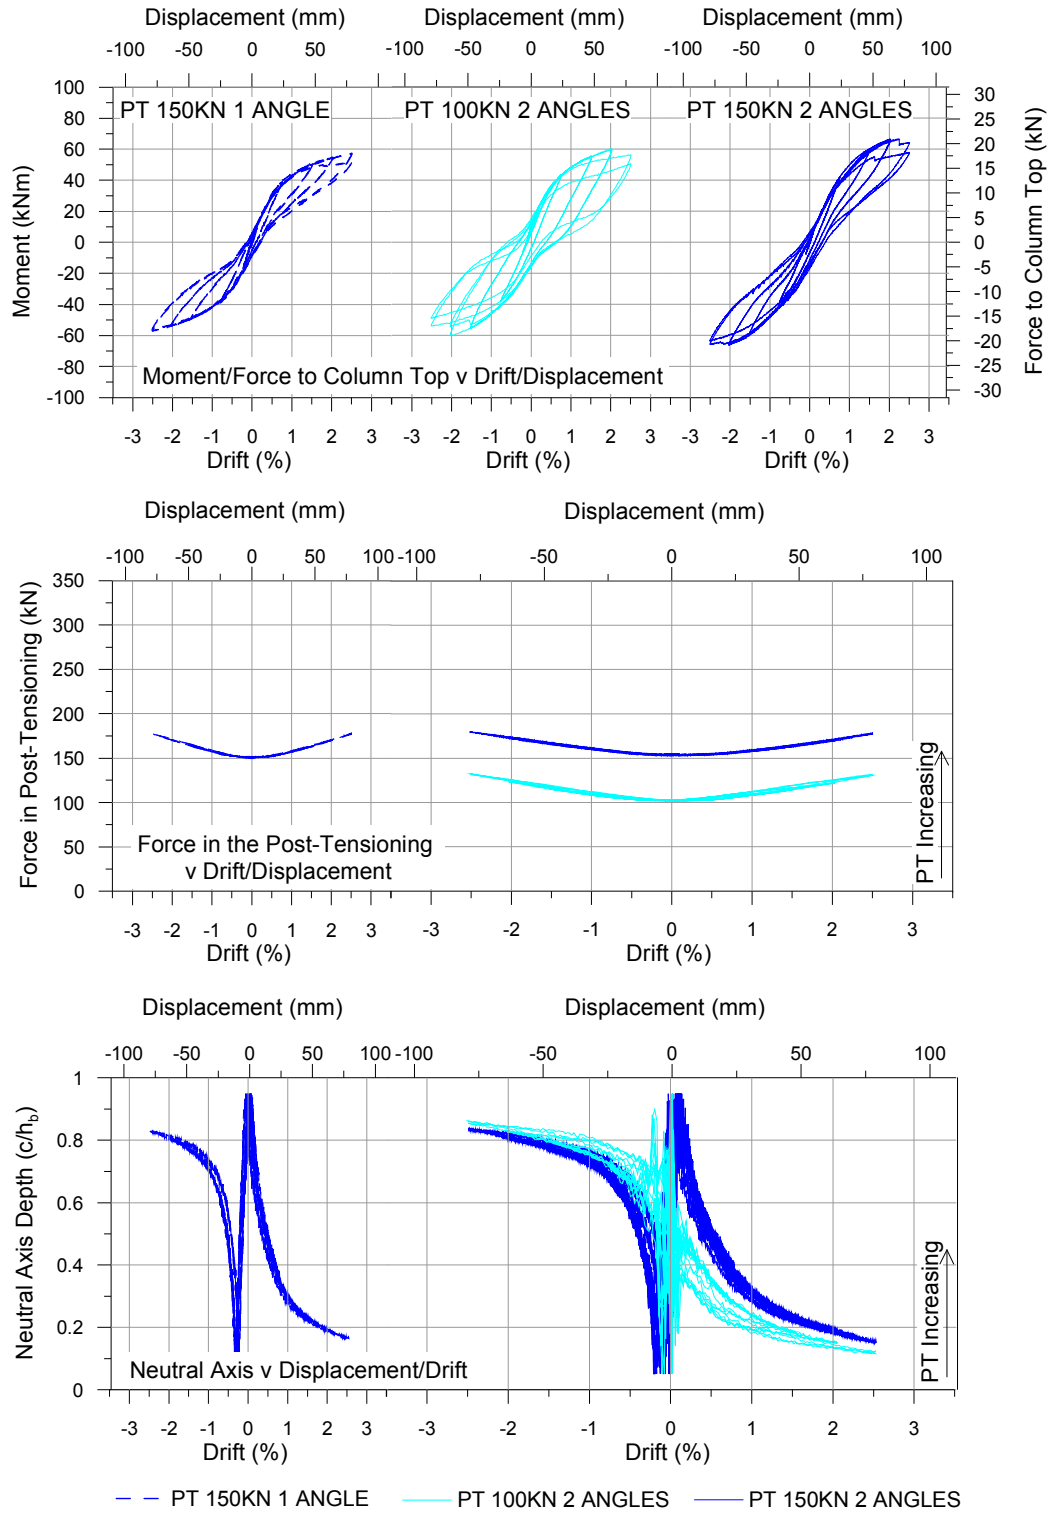 Displacement (mm) Displacement (mm) Displacement (mm)
-100 -50 0 50 -100 -50 0 50 -100 -50 0 50 100
PT 150KN 1 ANGLE PT 100KN 2 ANGLES PT 150KN 2 ANGLES
Moment (kNm)
100
80
60
40
20
0
-20
-40
-60
-80
-100
Force to Column Top (kN)
30
25
20
15
10
5
0
-5
-10
-15
-20
-25
-30
Moment/Force to Column Top v Drift/Displacement
-3 -2 -1 0 1 2 3 -3 -2 -1 0 1 2 3 -3 -2 -1 0 1 2 3
Drift (%) Drift (%) Drift (%)
Displacement (mm) Displacement (mm)
-100 -50 0 50 100 -100 -50 0 50 100
Force in Post-Tensioning (kN)
350
300
250
200
150
100
50
0
Force in the Post-Tensioning
v Drift/Displacement
PT Increasing
-3 -2 -1 0 1 2 3 -3 -2 -1 0 1 2 3
Drift (%) Drift (%)
Displacement (mm) Displacement (mm)
-100 -50 0 50 100 -100 -50 0 50 100
Neutral Axis Depth (c/h_b)
1
0.8
0.6
0.4
0.2
0
Neutral Axis v Displacement/Drift
PT Increasing
-3 -2 -1 0 1 2 3 -3 -2 -1 0 1 2 3
Drift (%) Drift (%)
PT 150KN 1 ANGLE PT 100KN 2 ANGLES PT 150KN 2 ANGLES